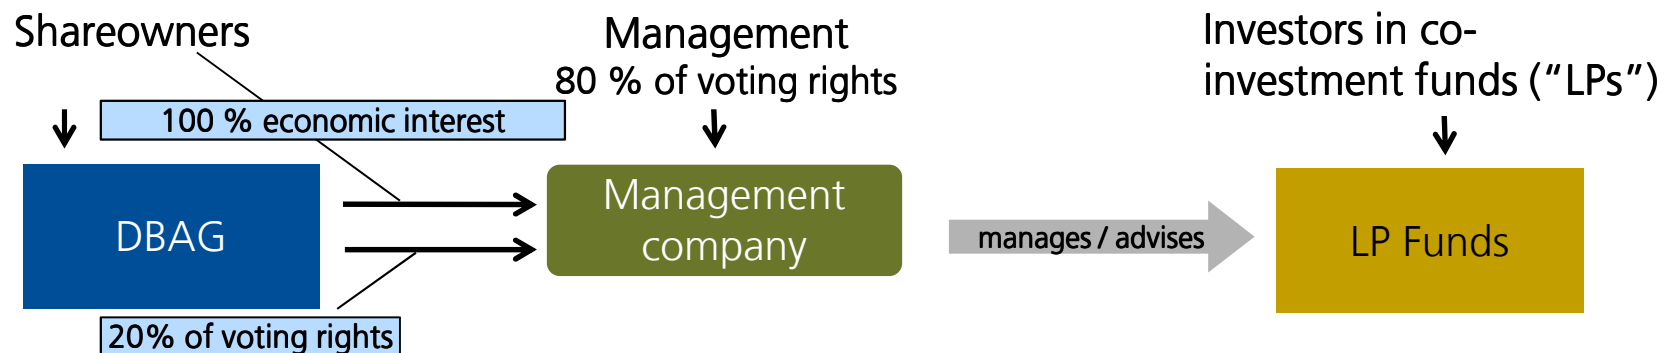 Shareowners
Management
80 % of voting rights
Investors in co-
investment funds (“LPs”)
100 % economic interest
DBAG
Management
company
manages / advises
LP Funds
20% of voting rights